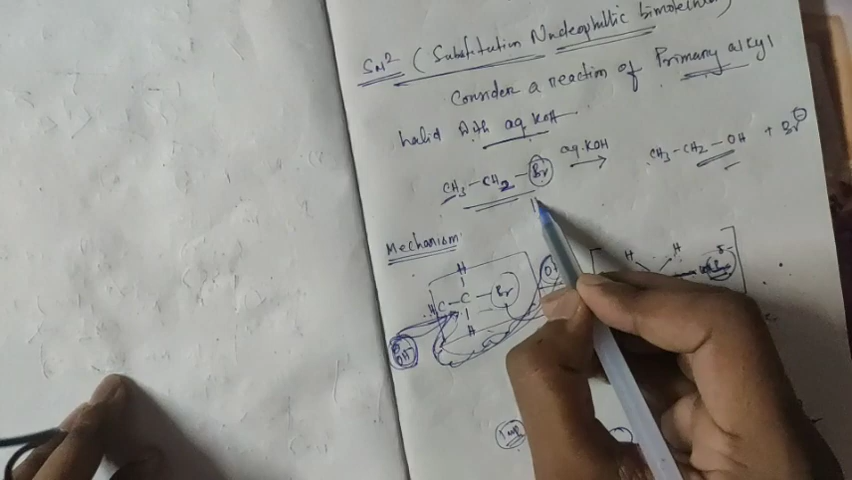 SN2 (Substitution Nucleophilic bimolecular)
Consider a reaction of Primary alkyl
halid with aq KOH
CH3-CH2-Br aq.KOH → CH3-CH2-OH + Br⊖
Mechanism:
H H H δ-
H C-C-Br
H
OH-